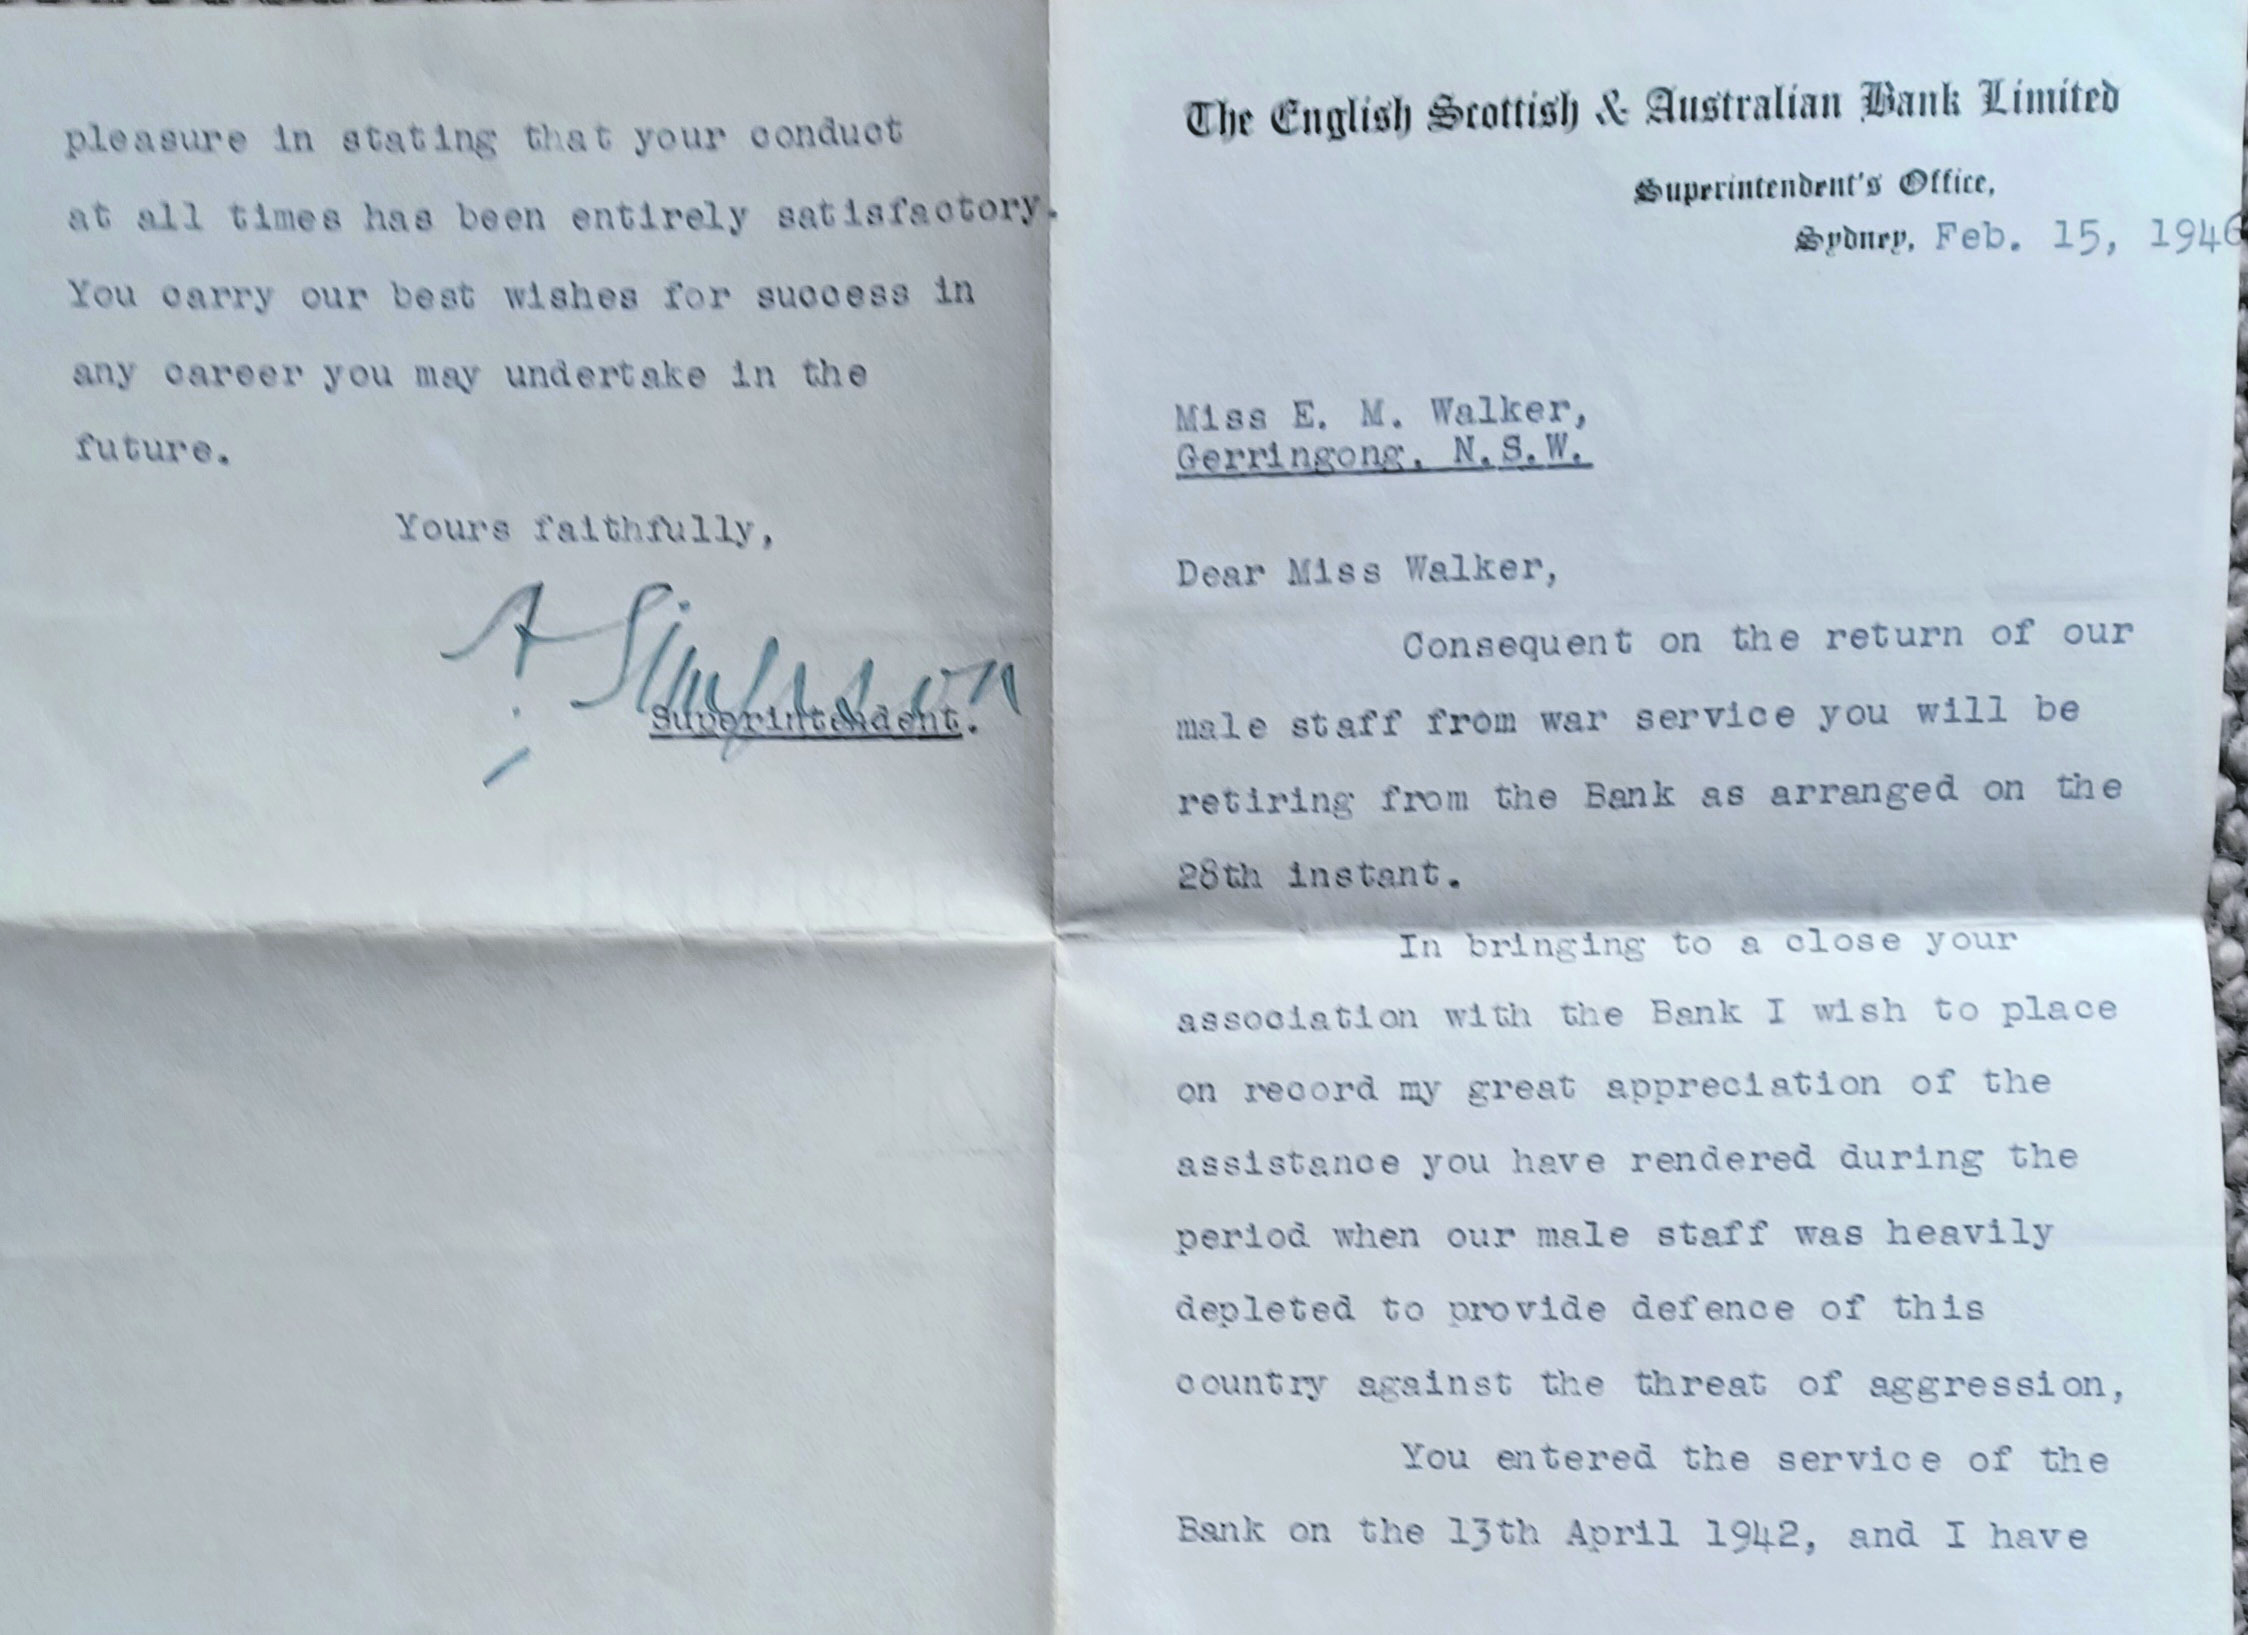 The English Scottish & Australian Bank Limited
Superintendent's Office,
Sydney, Feb. 15, 1946
Miss E. M. Walker,
Gerringong. N.S.W.
Dear Miss Walker,
Consequent on the return of our
male staff from war service you will be
retiring from the Bank as arranged on the
28th instant.
In bringing to a close your
association with the Bank I wish to place
on record my great appreciation of the
assistance you have rendered during the
period when our male staff was heavily
depleted to provide defence of this
country against the threat of aggression,
You entered the service of the
Bank on the 13th April 1942, and I have
pleasure in stating that your conduct
at all times has been entirely satisfactory.
You carry our best wishes for success in
any career you may undertake in the
future.
Yours faithfully,
A Simpson
Superintendent.